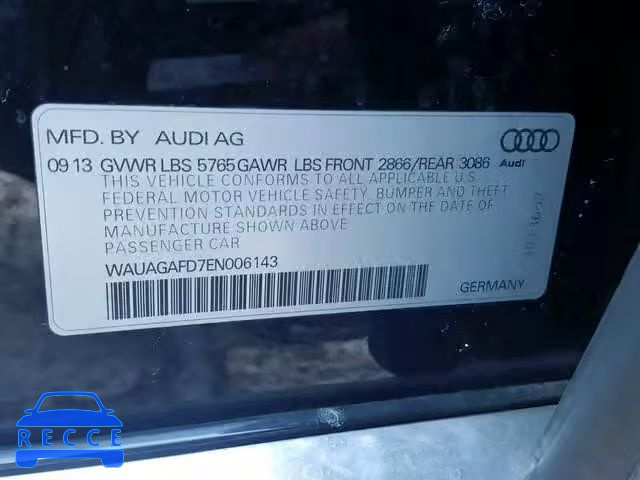 MFD. BY AUDI AG
09 13 GVWR LBS 5765 GAWR LBS FRONT 2866/REAR 3086
Audi
THIS VEHICLE CONFORMS TO ALL APPLICABLE U.S.
FEDERAL MOTOR VEHICLE SAFETY, BUMPER AND THEFT
PREVENTION STANDARDS IN EFFECT ON THE DATE OF
MANUFACTURE SHOWN ABOVE
PASSENGER CAR
WAUAGAFD7EN006143
GERMANY
RECCE